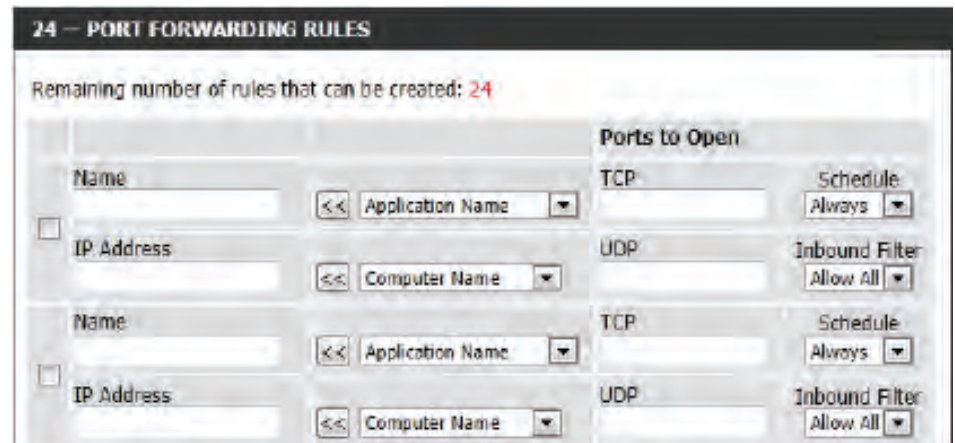 24 — PORT FORWARDING RULES
Remaining number of rules that can be created: 24
Ports to Open
Name TCP Schedule
<< Application Name Always
IP Address UDP Inbound Filter
<< Computer Name Allow All
Name TCP Schedule
<< Application Name Always
IP Address UDP Inbound Filter
<< Computer Name Allow All